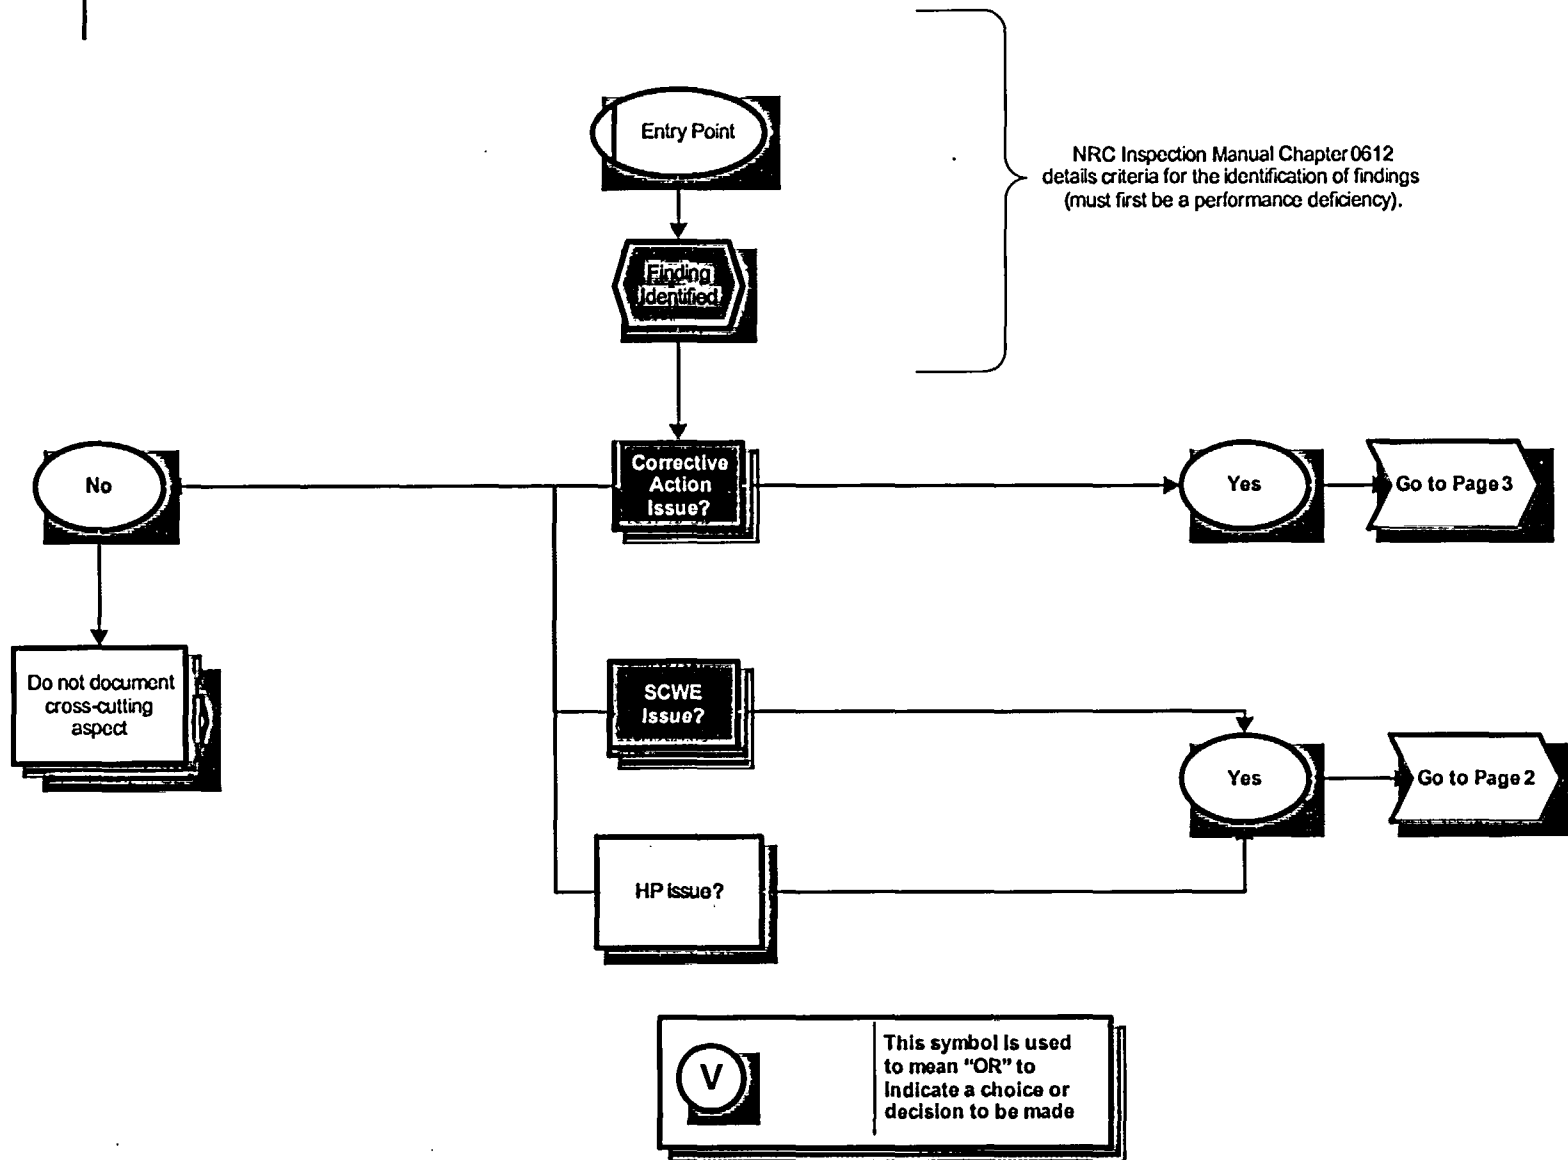 Entry Point
NRC Inspection Manual Chapter 0612
details criteria for the identification of findings
(must first be a performance deficiency).
Finding
Identified
No
Corrective
Action
Issue?
Yes
Go to Page 3
Do not document
cross-cutting
aspect
SCWE
Issue?
Yes
Go to Page 2
HP issue?
V
This symbol is used
to mean "OR" to
indicate a choice or
decision to be made